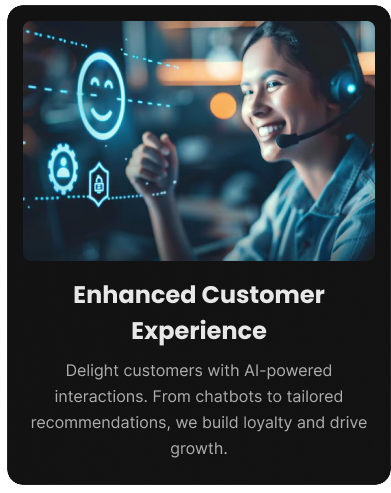 Enhanced Customer
Experience
Delight customers with AI-powered
interactions. From chatbots to tailored
recommendations, we build loyalty and drive
growth.